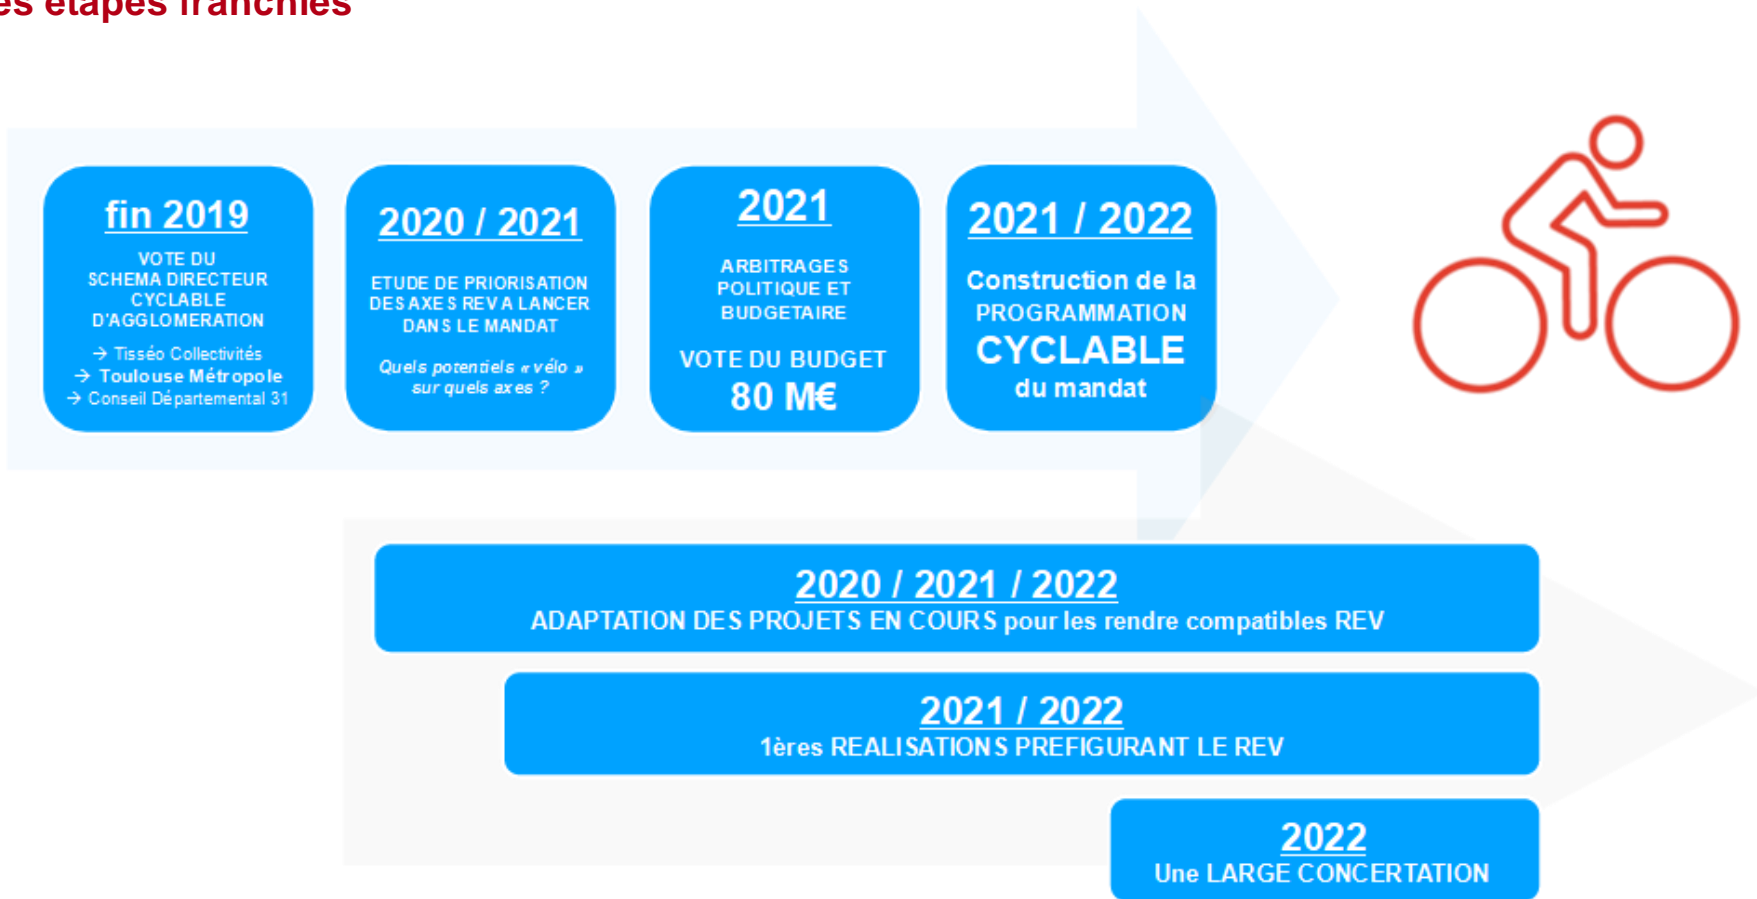 es étapes franchies
fin 2019
VOTE DU
SCHEMA DIRECTEUR
CYCLABLE
D'AGGLOMERATION
→ Tisséo Collectivités
→ Toulouse Métropole
→ Conseil Départemental 31
2020 / 2021
ETUDE DE PRIORISATION
DES AXES REV A LANCER
DANS LE MANDAT
Quels potentiels « vélo »
sur quels axes ?
2021
ARBITRAGES
POLITIQUE ET
BUDGETAIRE
VOTE DU BUDGET
80 M€
2021 / 2022
Construction de la
PROGRAMMATION
CYCLABLE
du mandat
2020 / 2021 / 2022
ADAPTATION DES PROJETS EN COURS pour les rendre compatibles REV
2021 / 2022
1ères REALISATIONS PREFIGURANT LE REV
2022
Une LARGE CONCERTATION